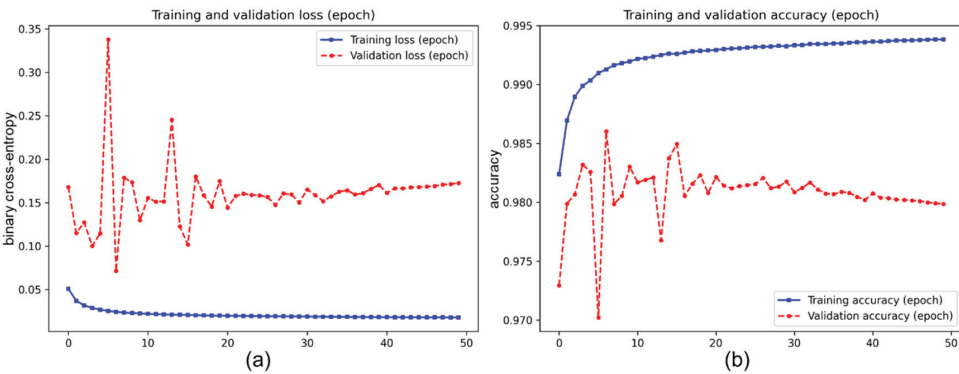 Training and validation loss (epoch)
0.35
0.30
0.25
0.20
0.15
0.10
0.05
binary cross-entropy
Training loss (epoch)
Validation loss (epoch)
0 10 20 30 40 50
(a)
Training and validation accuracy (epoch)
0.995
0.990
0.985
0.980
0.975
0.970
accuracy
Training accuracy (epoch)
Validation accuracy (epoch)
0 10 20 30 40 50
(b)